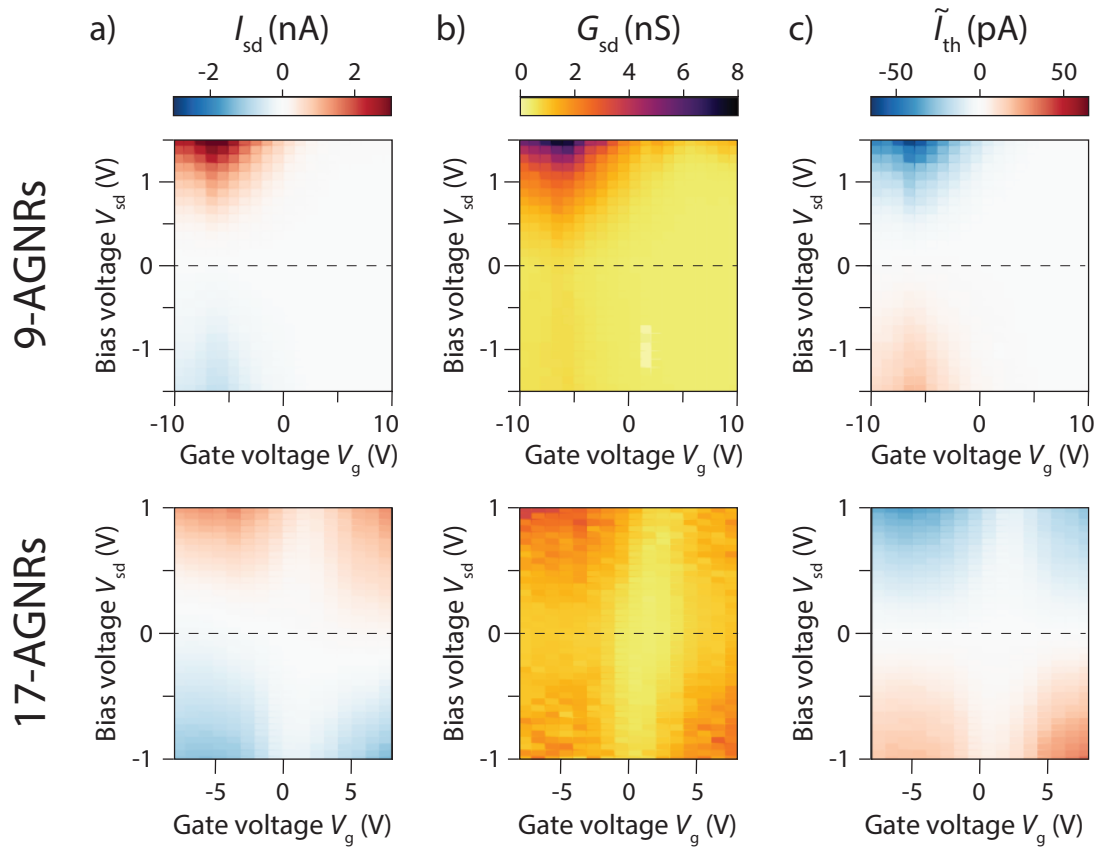 a) I_sd (nA) b) G_sd (nS) c) Ĩ_th (pA)
-2 0 2 0 2 4 6 8 -50 0 50
9-AGNRs
Bias voltage V_sd (V)
1
0
-1
-10 0 10
Gate voltage V_g (V)
Bias voltage V_sd (V)
1
0
-1
-10 0 10
Gate voltage V_g (V)
Bias voltage V_sd (V)
1
0
-1
-10 0 10
Gate voltage V_g (V)
17-AGNRs
Bias voltage V_sd (V)
1
0
-1
-5 0 5
Gate voltage V_g (V)
Bias voltage V_sd (V)
1
0
-1
-5 0 5
Gate voltage V_g (V)
Bias voltage V_sd (V)
1
0
-1
-5 0 5
Gate voltage V_g (V)